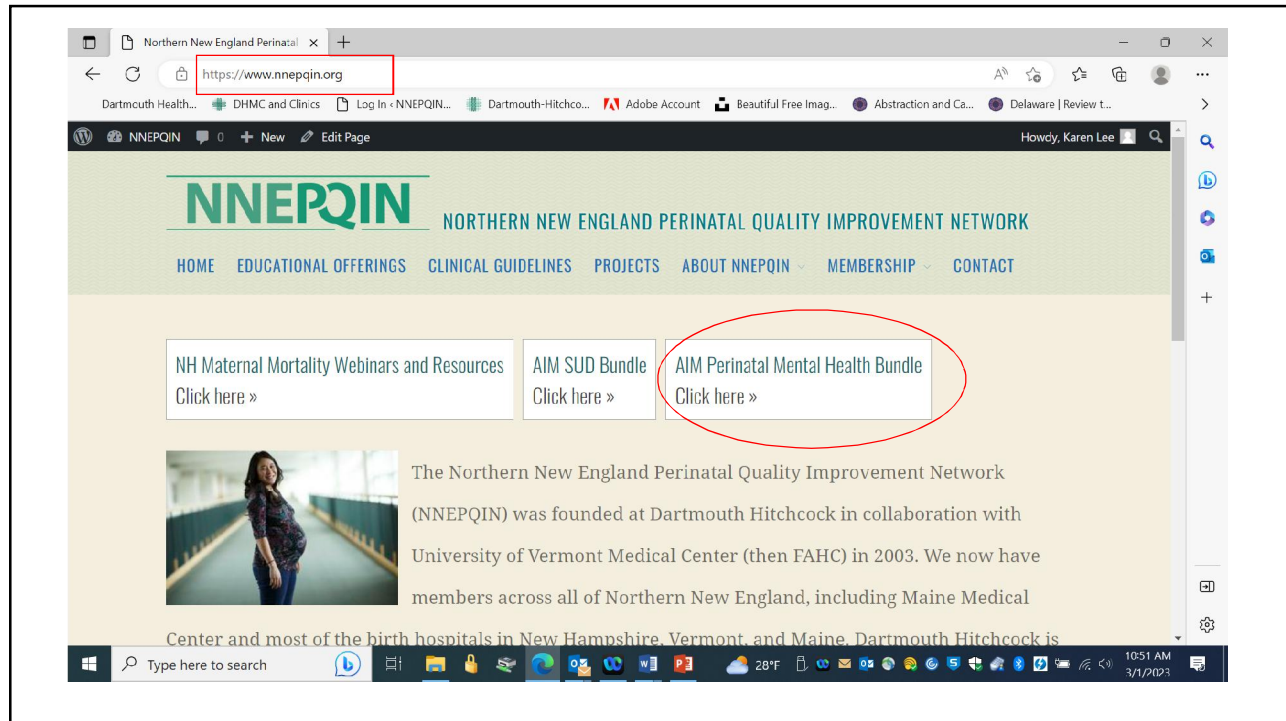 Northern New England Perinatal
https://www.nnepqin.org
Dartmouth Health... DHMC and Clinics Log In ‹ NNEPQIN... Dartmouth-Hitchco... Adobe Account Beautiful Free Imag... Abstraction and Ca... Delaware | Review t...
NNEPQIN 0 New Edit Page Howdy, Karen Lee
NNEPQIN NORTHERN NEW ENGLAND PERINATAL QUALITY IMPROVEMENT NETWORK
HOME EDUCATIONAL OFFERINGS CLINICAL GUIDELINES PROJECTS ABOUT NNEPQIN MEMBERSHIP CONTACT
NH Maternal Mortality Webinars and Resources
Click here »
AIM SUD Bundle
Click here »
AIM Perinatal Mental Health Bundle
Click here »
The Northern New England Perinatal Quality Improvement Network
(NNEPQIN) was founded at Dartmouth Hitchcock in collaboration with
University of Vermont Medical Center (then FAHC) in 2003. We now have
members across all of Northern New England, including Maine Medical
Center and most of the birth hospitals in New Hampshire, Vermont, and Maine. Dartmouth Hitchcock is
Type here to search
28°F
10:51 AM
3/1/2023